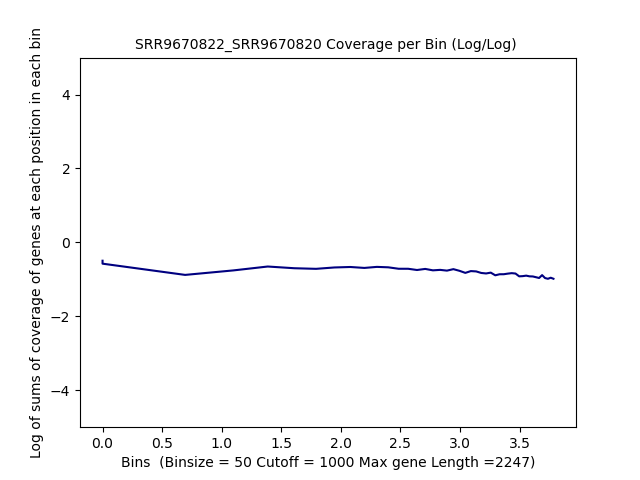 SRR9670822_SRR9670820 Coverage per Bin (Log/Log)
Log of sums of coverage of genes at each position in each bin
4
2
0
−2
−4
0.0 0.5 1.0 1.5 2.0 2.5 3.0 3.5
Bins  (Binsize = 50 Cutoff = 1000 Max gene Length =2247)